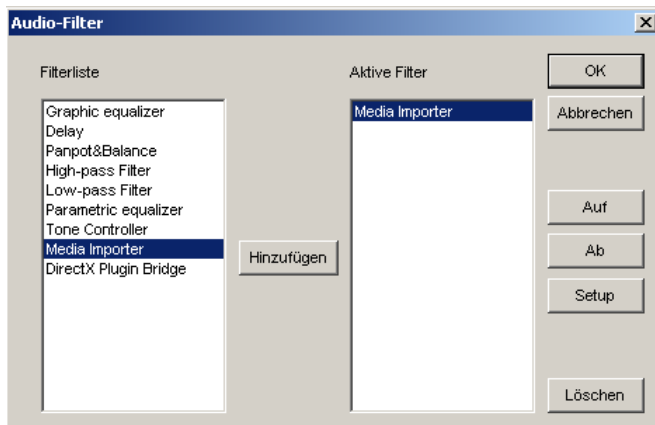 Audio-Filter
Filterliste
Aktive Filter
OK
Abbrechen
Graphic equalizer
Delay
Panpot&Balance
High-pass Filter
Low-pass Filter
Parametric equalizer
Tone Controller
Media Importer
DirectX Plugin Bridge
Hinzufügen
Media Importer
Auf
Ab
Setup
Löschen